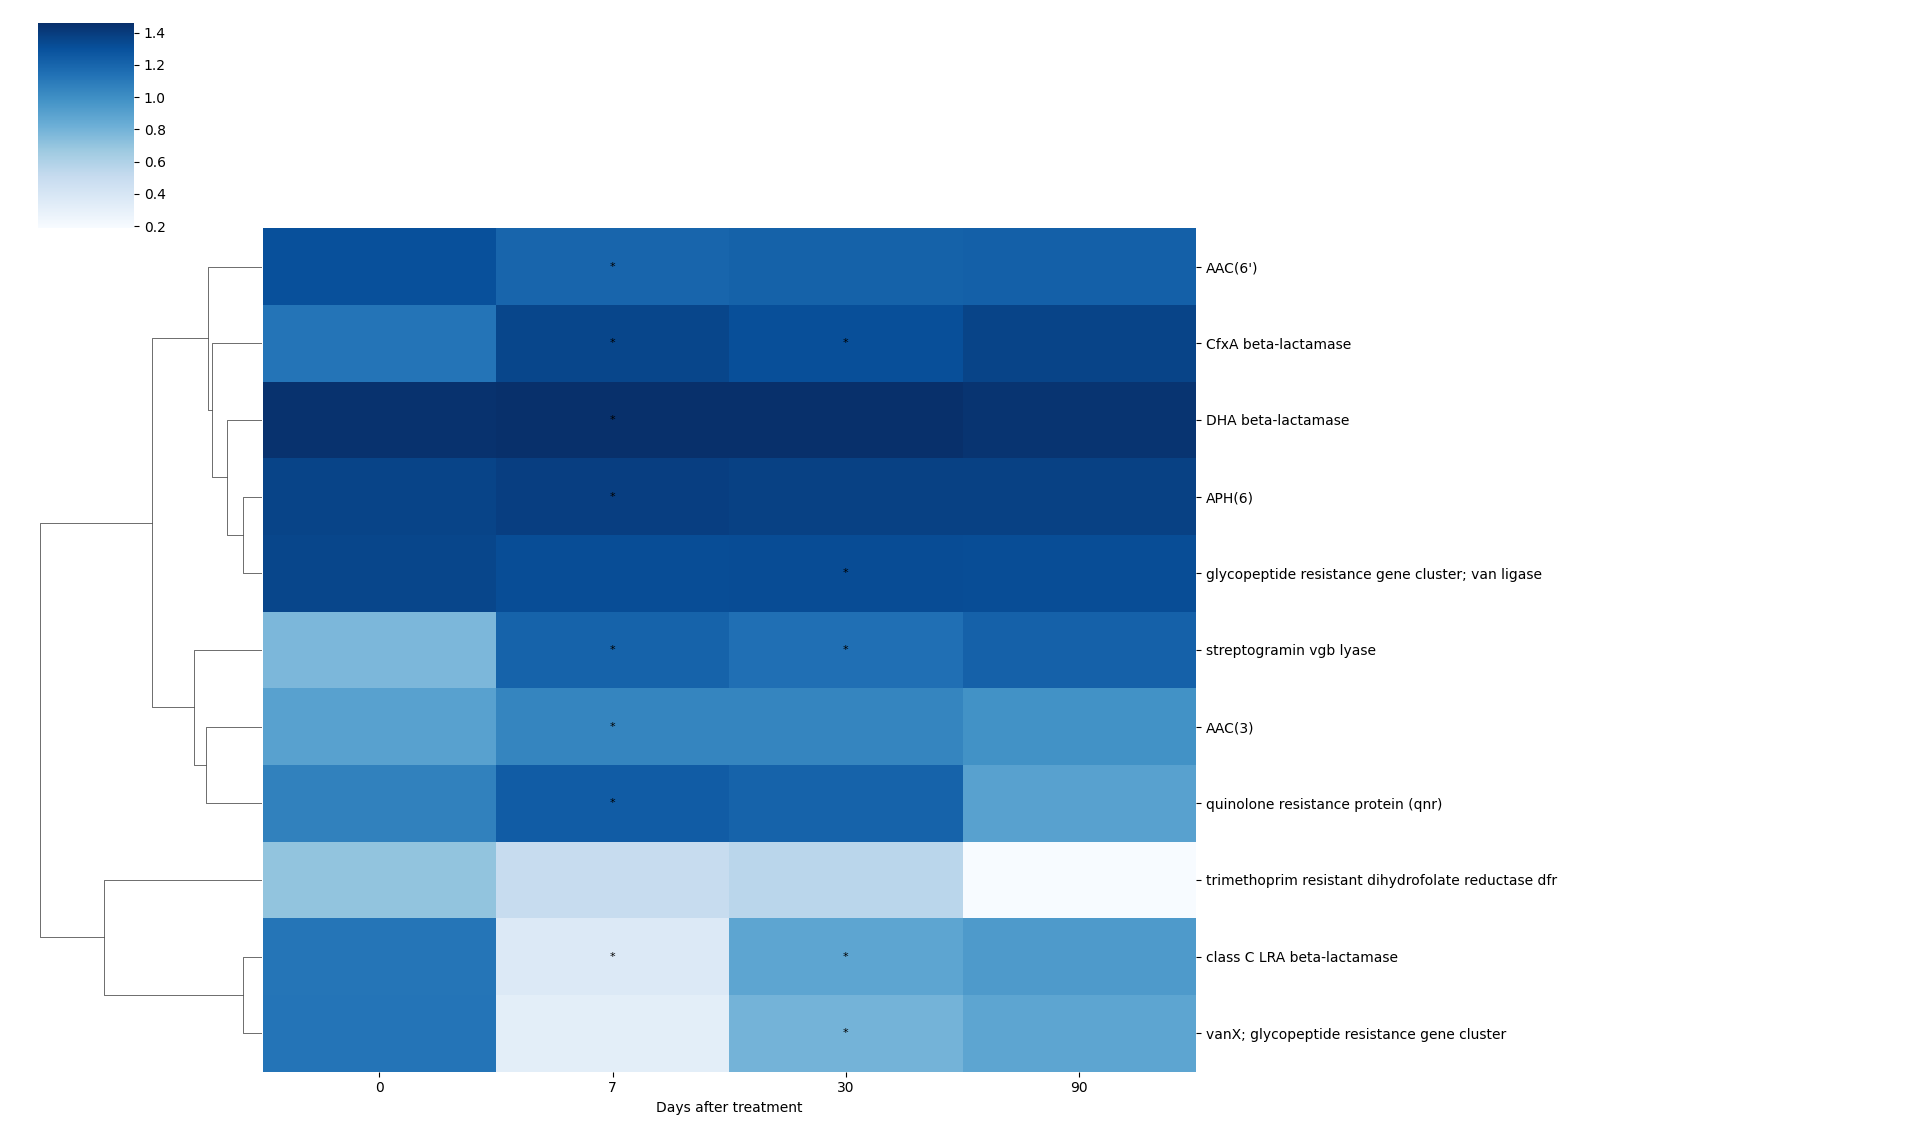 1.4
1.2
1.0
0.8
0.6
0.4
0.2
* AAC(6')
* * CfxA beta-lactamase
* DHA beta-lactamase
* APH(6)
* glycopeptide resistance gene cluster; van ligase
* * streptogramin vgb lyase
* AAC(3)
* quinolone resistance protein (qnr)
trimethoprim resistant dihydrofolate reductase dfr
* * class C LRA beta-lactamase
* vanX; glycopeptide resistance gene cluster
0 7 30 90
Days after treatment